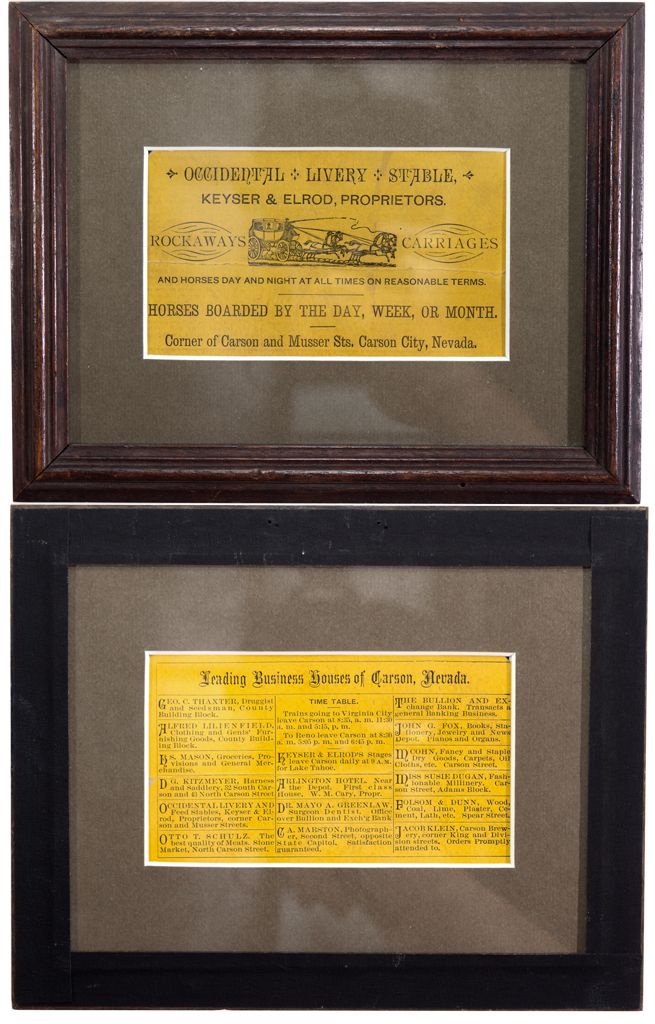 OCCIDENTAL LIVERY STABLE,
KEYSER & ELROD, PROPRIETORS.
ROCKAWAYS CARRIAGES
AND HORSES DAY AND NIGHT AT ALL TIMES ON REASONABLE TERMS.
HORSES BOARDED BY THE DAY, WEEK, OR MONTH.
Corner of Carson and Musser Sts. Carson City, Nevada.
Leading Business Houses of Carson, Nevada.
GEO. C. THAXTER, Druggist
and Seedsman, County
Building Block.
ALFRED LILIENFIELD,
Clothing and Gents' Fur-
nishing Goods, County Build-
ing Block.
H. S. MASON, Groceries, Pro-
visions and General Mer-
chandise.
D. G. KITZMEYER, Harness
and Saddlery, 32 South Car-
son and 41 North Carson Street
OCCIDENTAL LIVERY AND
Feed Stables, Keyser & El-
rod, Proprietors, corner Car-
son and Musser Streets.
OTTO T. SCHULZ. The
best quality of Meats. Stone
Market, North Carson Street.
TIME TABLE.
Trains going to Virginia City
leave Carson at 8:25, a. m. 11:30
a. m. and 5:15, p, m.
To Reno leave Carson at 8:30
a. m. 5:05 p. m. and 6:45 p. m.
KEYSER & ELROD'S Stages
leave Carson daily at 9 A.M.
for Lake Tahoe.
ARLINGTON HOTEL. Near
the Depot. First class
House, W. M. Cary, Propr.
DR. MAYO A. GREENLAW,
Surgeon Dentist. Office
over Bullion and Exch'g Bank
C. A. MARSTON, Photograph-
er, Second Street, opposite
State Capitol. Satisfaction
guaranteed.
THE BULLION AND EX-
change Bank. Transacts a
general Banking Business.
JOHN G. FOX, Books, Sta-
tionery, Jewelry and News
Depot. Pianos and Organs.
M. COHN, Fancy and Staple
Dry Goods, Carpets, Oil
Cloths, etc. Carson Street.
MISS SUSIE DUGAN, Fash-
ionable Millinery. Car-
son Street, Adams Block.
FOLSOM & DUNN, Wood,
Coal, Lime, Plaster, Ce-
ment, Lath, etc. Spear Street.
JACOB KLEIN, Carson Brew-
ery, corner King and Divi-
sion streets. Orders Promptly
attended to.